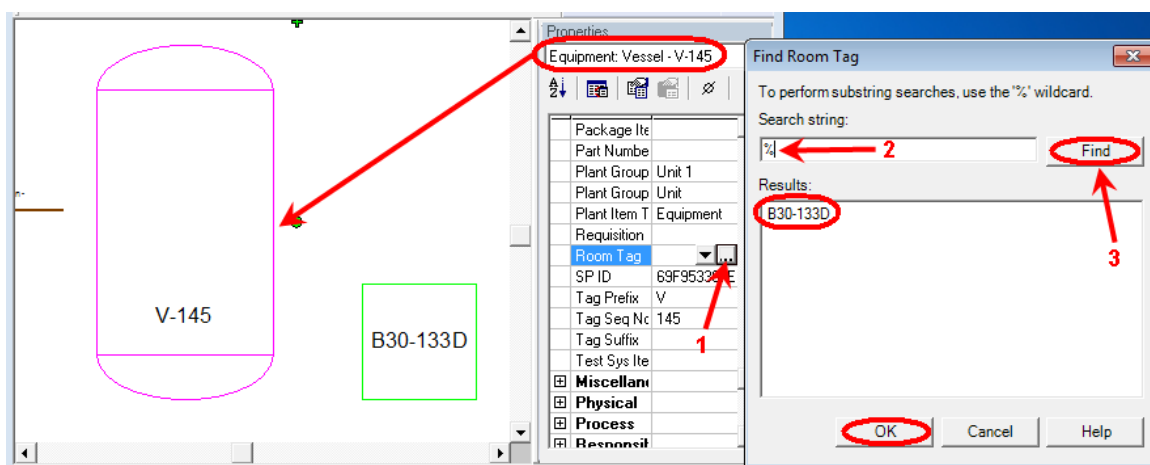 V-145
B30-133D
Properties
Equipment: Vessel - V-145
Package Ite
Part Numbe
Plant Group Unit 1
Plant Group Unit
Plant Item T Equipment
Requisition
Room Tag ...
SP ID
Tag Prefix V
Tag Seq Nc 145
Tag Suffix
Test Sys Ite
Miscellan
Physical
Process
Responsit
1
Find Room Tag
To perform substring searches, use the '%' wildcard.
Search string:
% 2 Find
Results:
B30-133D
3
OK Cancel Help